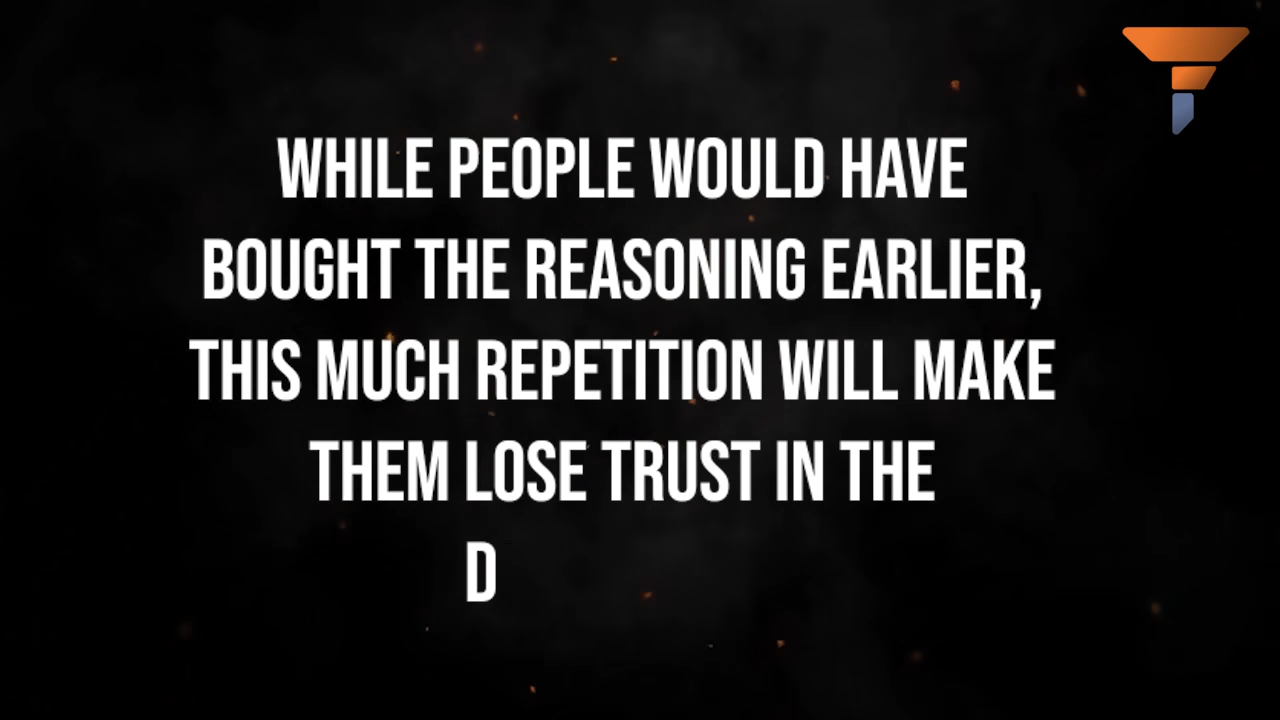 WHILE PEOPLE WOULD HAVE
BOUGHT THE REASONING EARLIER,
THIS MUCH REPETITION WILL MAKE
THEM LOSE TRUST IN THE
D